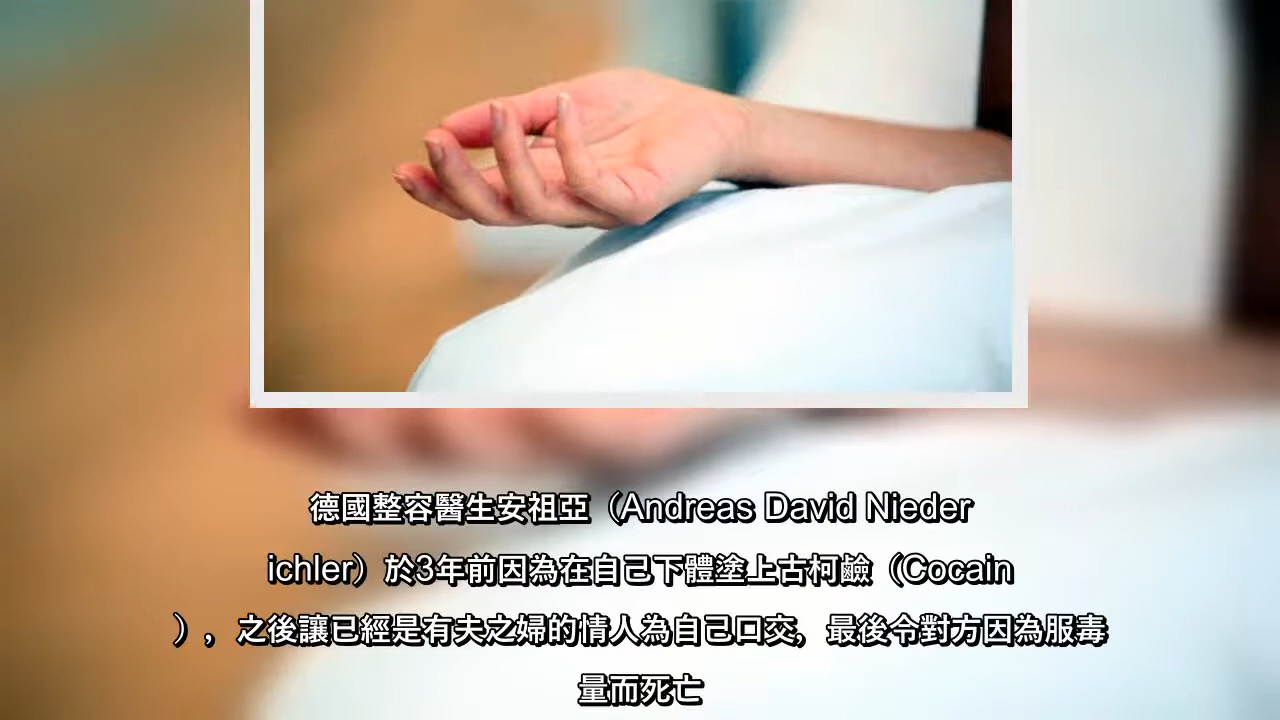 德國整容醫生安祖亞（Andreas David Nieder
ichler）於3年前因為在自己下體塗上古柯鹼（Cocain
），之後讓已經是有夫之婦的情人為自己口交，最後令對方因為服毒
量而死亡